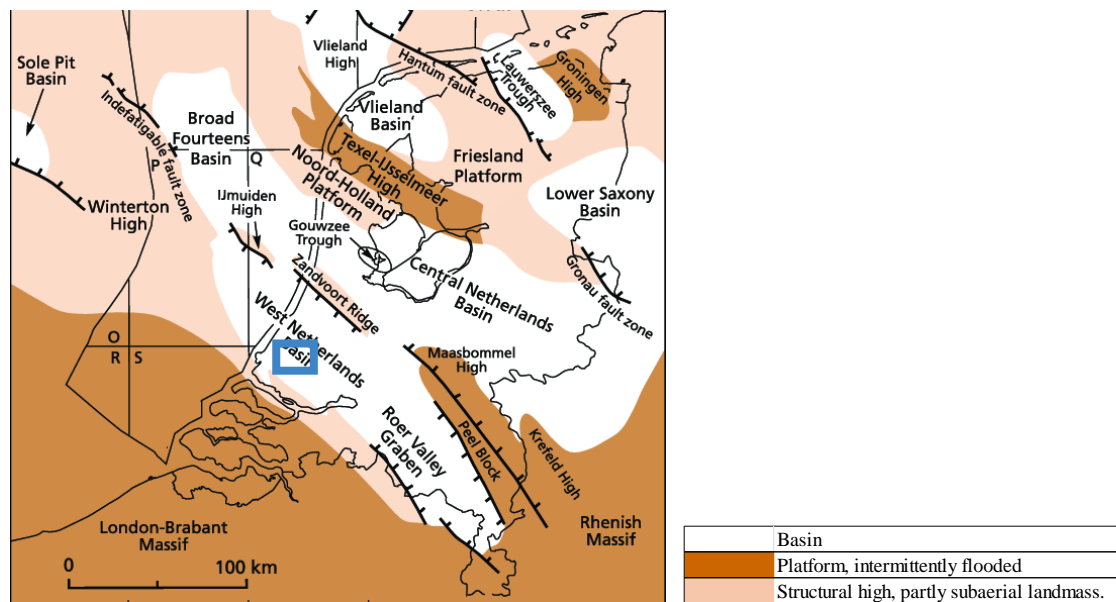 Sole Pit
Basin
Vlieland
High
Hantum fault zone
Lauwerszee
Trough
Groningen
High
Indefatigable fault zone
Broad
Fourteens
Basin
Vlieland
Basin
Texel-IJsselmeer
High
Friesland
Platform
P
Q
Noord-Holland
Platform
Lower Saxony
Basin
Winterton
High
IJmuiden
High
Gouwzee
Trough
Zandvoort Ridge
Central Netherlands
Basin
Gronau fault zone
West Netherlands
Basin
O
R
S
Maasbommel
High
Roer Valley
Graben
Peel Block
Krefeld High
London-Brabant
Massif
Rhenish
Massif
0
100 km
Basin
Platform, intermittently flooded
Structural high, partly subaerial landmass.